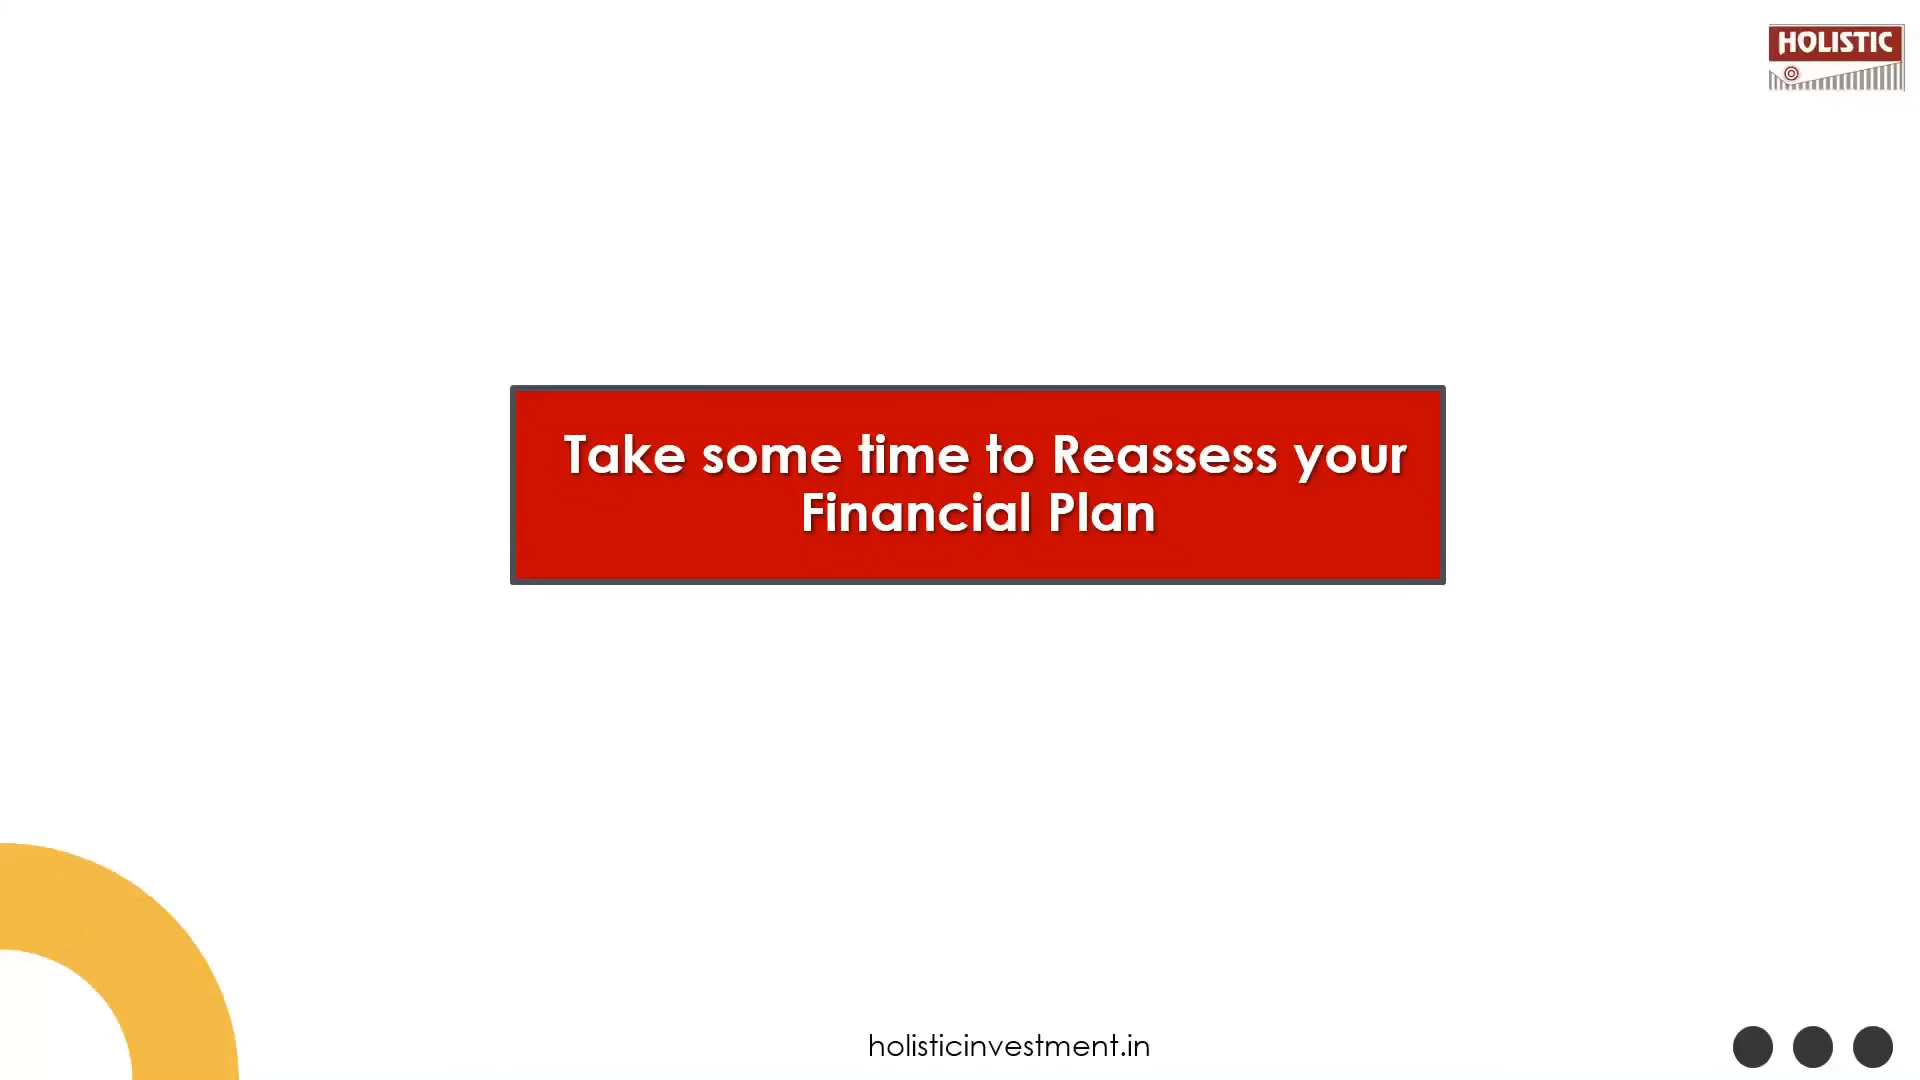 HOLISTIC
Take some time to Reassess your
Financial Plan
holisticinvestment.in